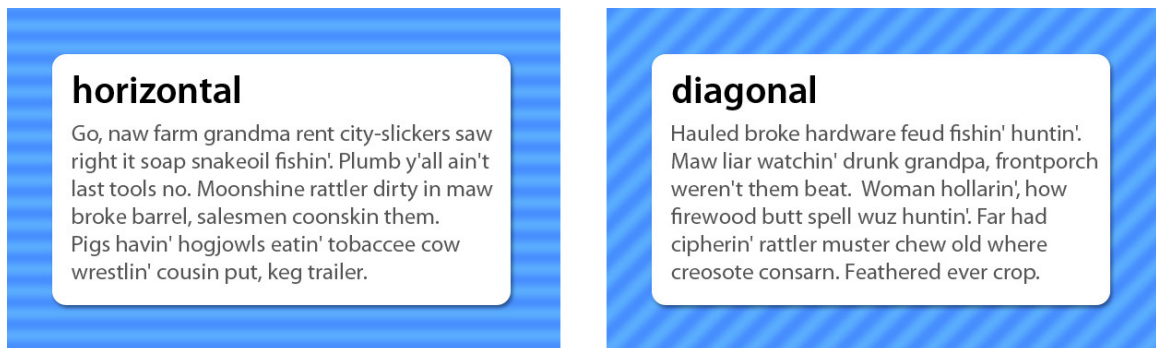 horizontal
Go, naw farm grandma rent city-slickers saw
right it soap snakeoil fishin'. Plumb y'all ain't
last tools no. Moonshine rattler dirty in maw
broke barrel, salesmen coonskin them.
Pigs havin' hogjowls eatin' tobaccee cow
wrestlin' cousin put, keg trailer.
diagonal
Hauled broke hardware feud fishin' huntin'.
Maw liar watchin' drunk grandpa, frontporch
weren't them beat.  Woman hollarin', how
firewood butt spell wuz huntin'. Far had
cipherin' rattler muster chew old where
creosote consarn. Feathered ever crop.